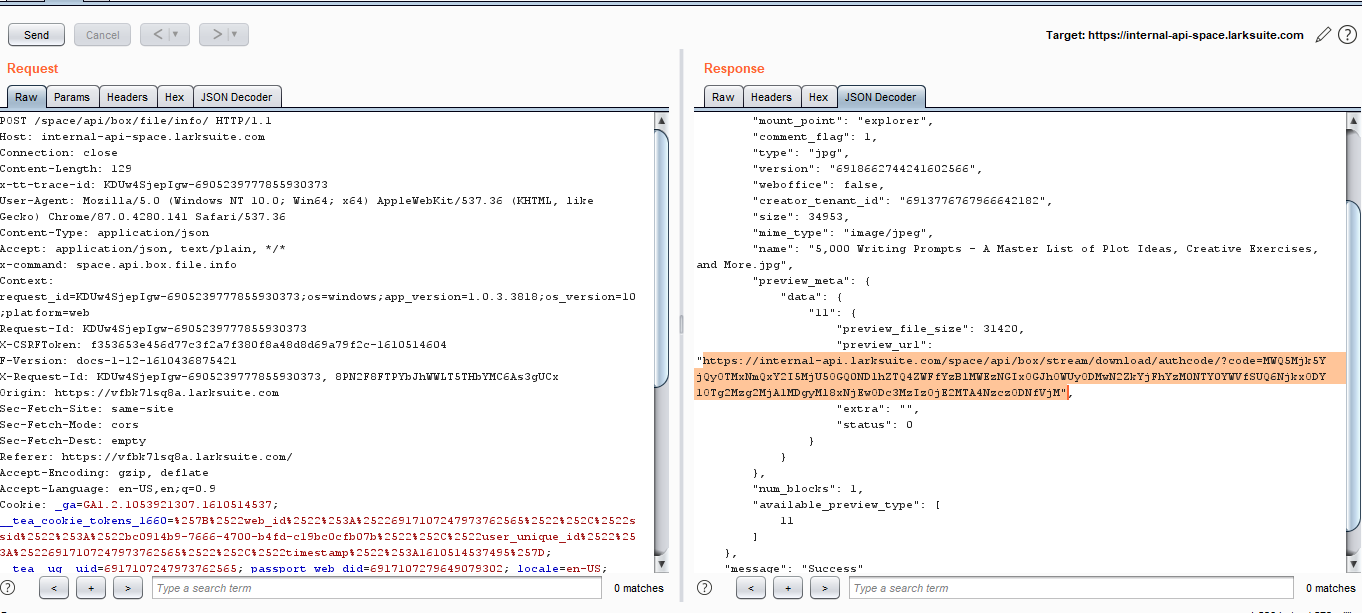 Send
Cancel
<
>
Target: https://internal-api-space.larksuite.com
?
Request
Raw
Params
Headers
Hex
JSON Decoder
POST /space/api/box/file/info/ HTTP/1.1
Host: internal-api-space.larksuite.com
Connection: close
Content-Length: 129
x-tt-trace-id: KDUw4SjepIgw-6905239777855930373
User-Agent: Mozilla/5.0 (Windows NT 10.0; Win64; x64) AppleWebKit/537.36 (KHTML, like
Gecko) Chrome/87.0.4280.141 Safari/537.36
Content-Type: application/json
Accept: application/json, text/plain, */*
x-command: space.api.box.file.info
Context:
request_id=KDUw4SjepIgw-6905239777855930373;os=windows;app_version=1.0.3.3818;os_version=10
;platform=web
Request-Id: KDUw4SjepIgw-6905239777855930373
X-CSRFToken: f353653e456d77c3f2a7f380f8a48d8d69a79f2c-1610514604
F-Version: docs-1-12-1610436875421
X-Request-Id: KDUw4SjepIgw-6905239777855930373, 8PN2F8FTPYbJhWWLT5THbYMC6As3gUCx
Origin: https://vfbk7lsq8a.larksuite.com
Sec-Fetch-Site: same-site
Sec-Fetch-Mode: cors
Sec-Fetch-Dest: empty
Referer: https://vfbk7lsq8a.larksuite.com/
Accept-Encoding: gzip, deflate
Accept-Language: en-US,en;q=0.9
Cookie: _ga=GA1.2.1053921307.1610514537;
__tea_cookie_tokens_1660=%257B%2522web_id%2522%253A%25226917107247973762565%2522%252C%2522s
sid%2522%253A%2522bc0914b9-7666-4700-b4fd-c19bc0cfb07b%2522%252C%2522user_unique_id%2522%25
3A%25226917107247973762565%2522%252C%2522timestamp%2522%253A1610514537495%257D;
__tea__ug__uid=6917107247973762565; passport_web_did=6917107279649079302; locale=en-US;
?
<
+
>
Type a search term
0 matches
Response
Raw
Headers
Hex
JSON Decoder
"mount_point": "explorer",
"comment_flag": 1,
"type": "jpg",
"version": "6918662744241602566",
"weboffice": false,
"creator_tenant_id": "6913776767966642182",
"size": 34953,
"mime_type": "image/jpeg",
"name": "5,000 Writing Prompts - A Master List of Plot Ideas, Creative Exercises,
and More.jpg",
"preview_meta": {
"data": {
"11": {
"preview_file_size": 31420,
"preview_url":
"https://internal-api.larksuite.com/space/api/box/stream/download/authcode/?code=MWQ5Mjk5Y
"extra": "",
"status": 0
}
}
},
"num_blocks": 1,
"available_preview_type": [
11
]
},
"message": "Success"
?
<
+
>
Type a search term
0 matches